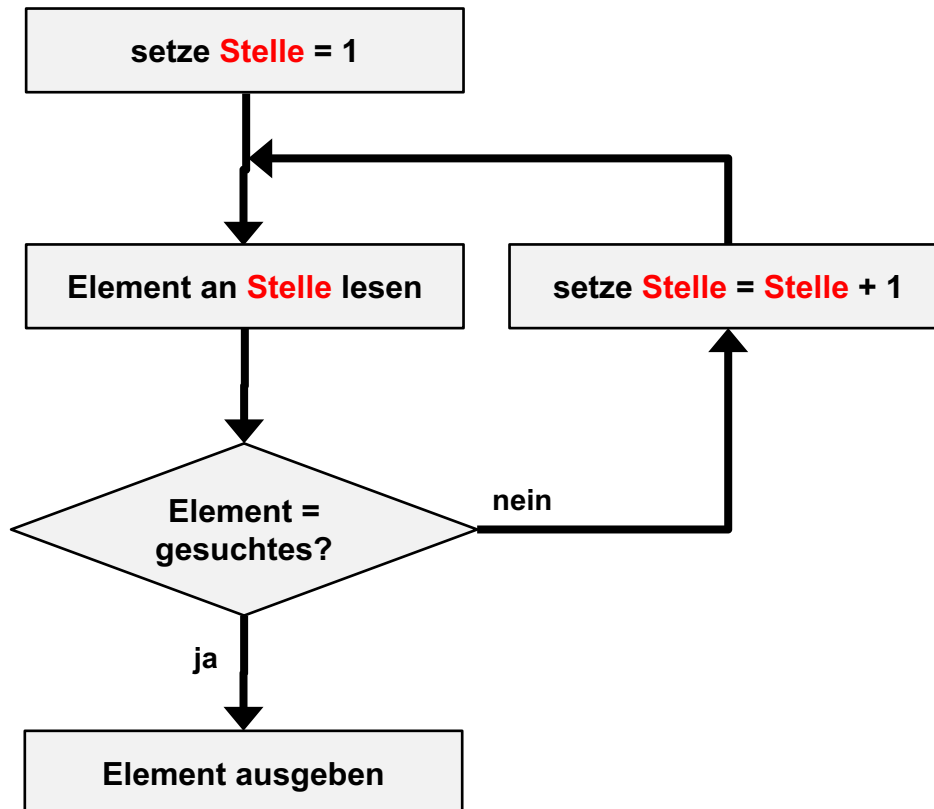 setze Stelle = 1
Element an Stelle lesen
setze Stelle = Stelle + 1
Element =
gesuchtes?
nein
ja
Element ausgeben